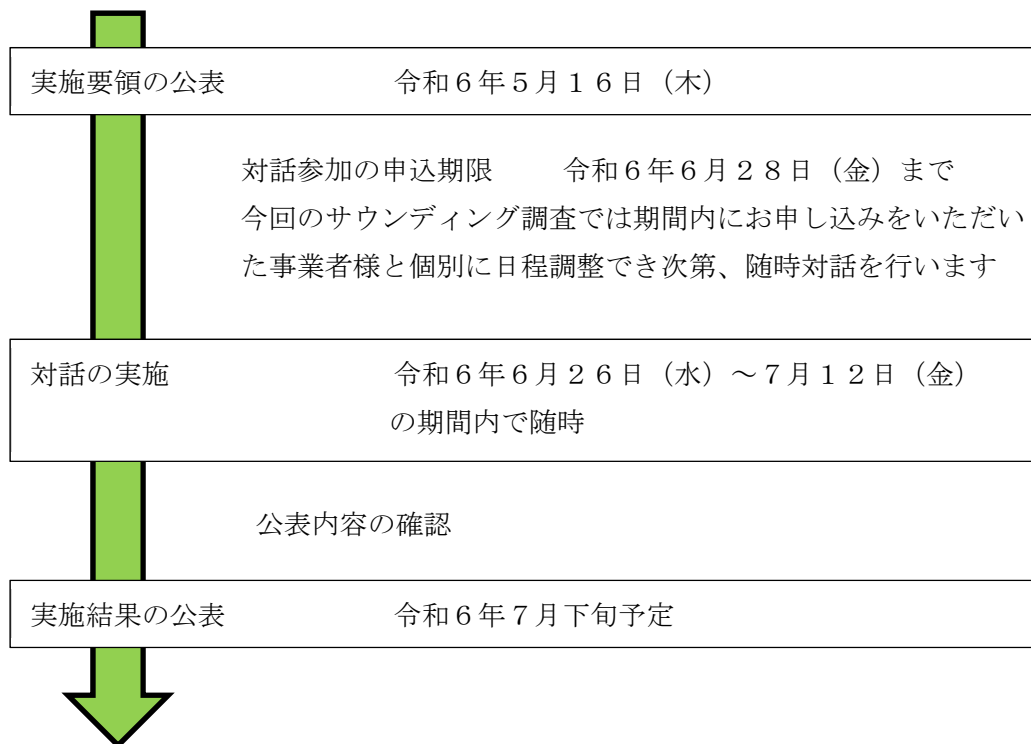 実施要領の公表　令和６年５月１６日（木）
対話参加の申込期限　令和６年６月２８日（金）まで
今回のサウンディング調査では期間内にお申し込みをいただい
た事業者様と個別に日程調整でき次第、随時対話を行います
対話の実施　令和６年６月２６日（水）～７月１２日（金）
の期間内で随時
公表内容の確認
実施結果の公表　令和６年７月下旬予定